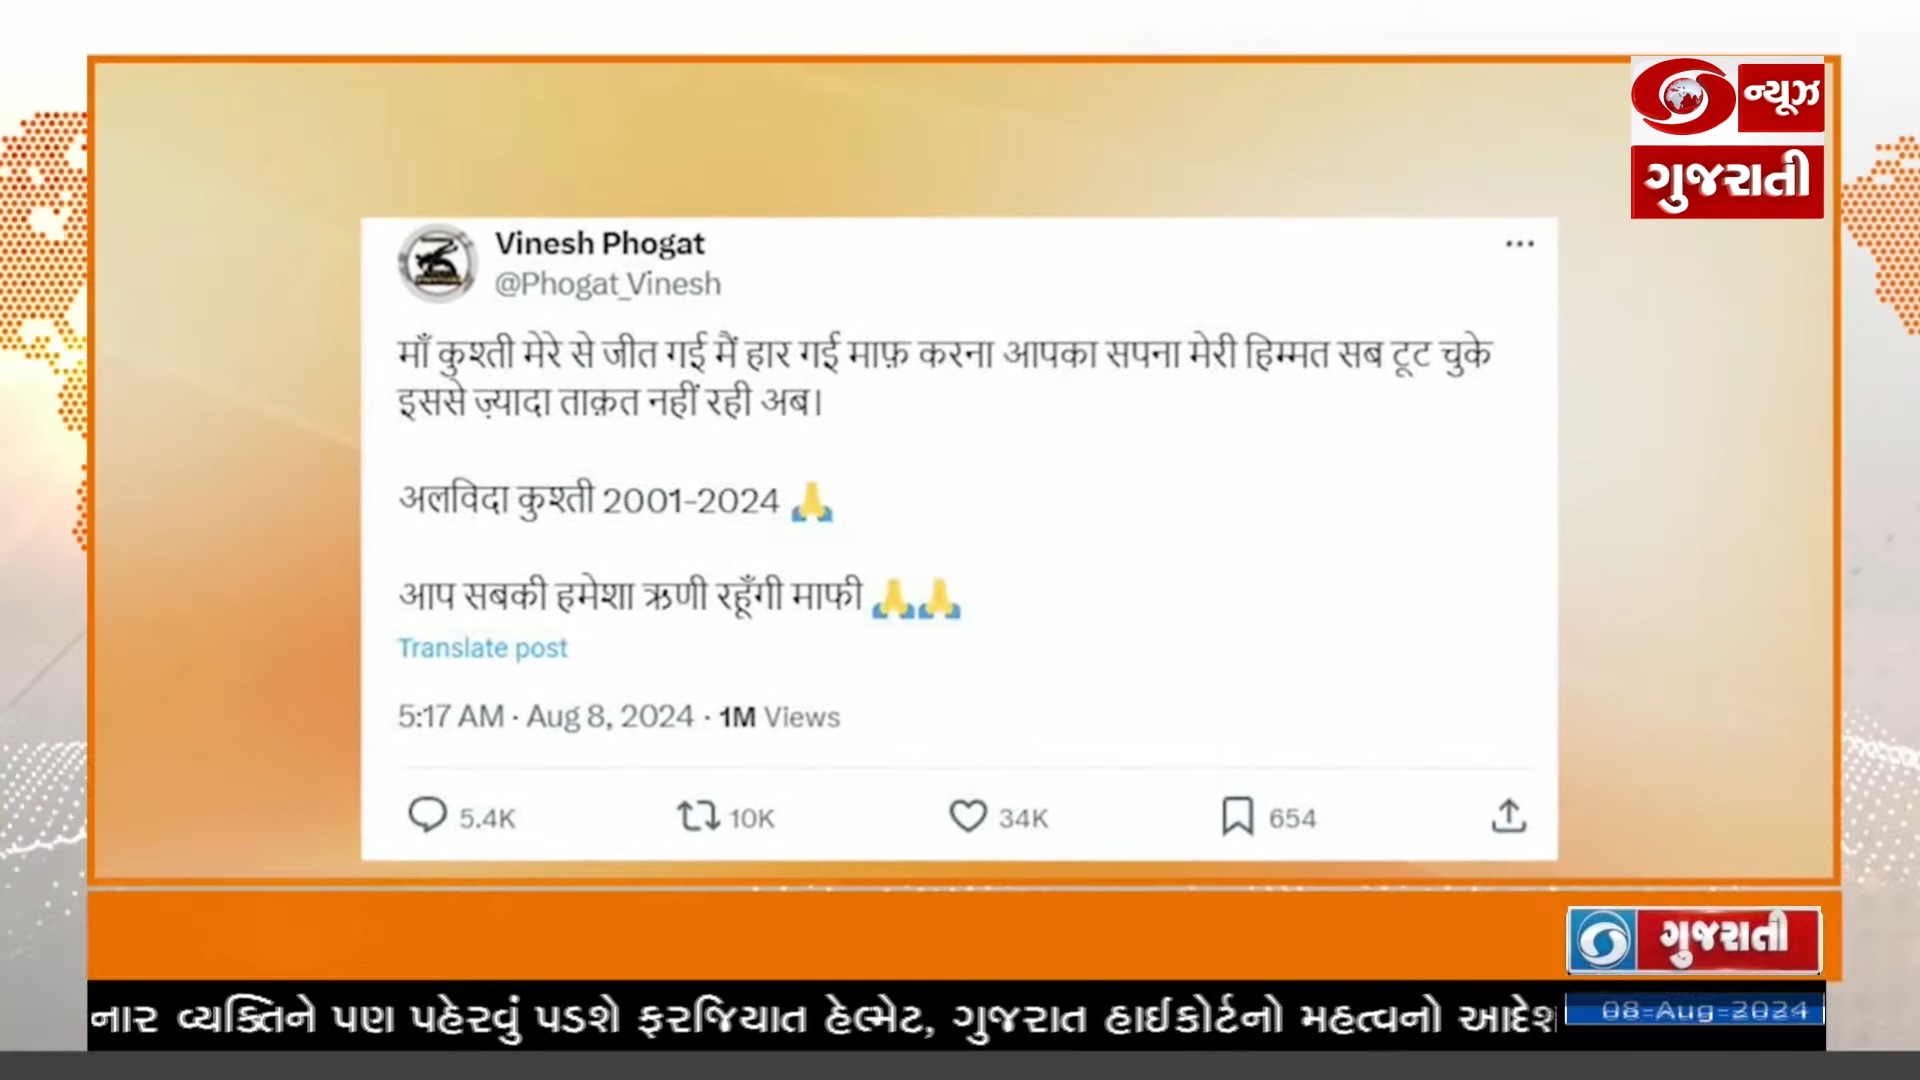 ન્યૂઝ
ગુજરાતી
Vinesh Phogat
@Phogat_Vinesh
माँ कुश्ती मेरे से जीत गई मैं हार गई माफ़ करना आपका सपना मेरी हिम्मत सब टूट चुके
इससे ज़्यादा ताक़त नहीं रही अब।
अलविदा कुश्ती 2001-2024 🙏
आप सबकी हमेशा ऋणी रहूँगी माफी 🙏🙏
Translate post
5:17 AM · Aug 8, 2024 · 1M Views
5.4K 10K 34K 654
ગુજરાતી
નાર વ્યક્તિને પણ પહેરવું પડશે ફરજિયાત હેલ્મેટ, ગુજરાત હાઈકોર્ટનો મહત્વનો આદેશ
08-Aug-2024